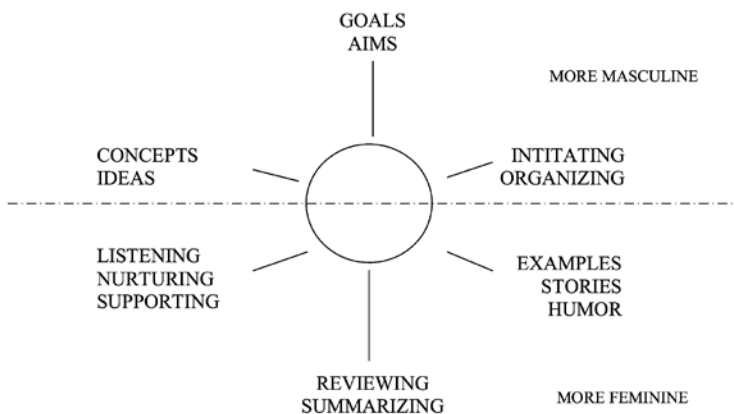 GOALS
AIMS
MORE MASCULINE
CONCEPTS
IDEAS
INTITATING
ORGANIZING
LISTENING
NURTURING
SUPPORTING
EXAMPLES
STORIES
HUMOR
REVIEWING
SUMMARIZING
MORE FEMININE